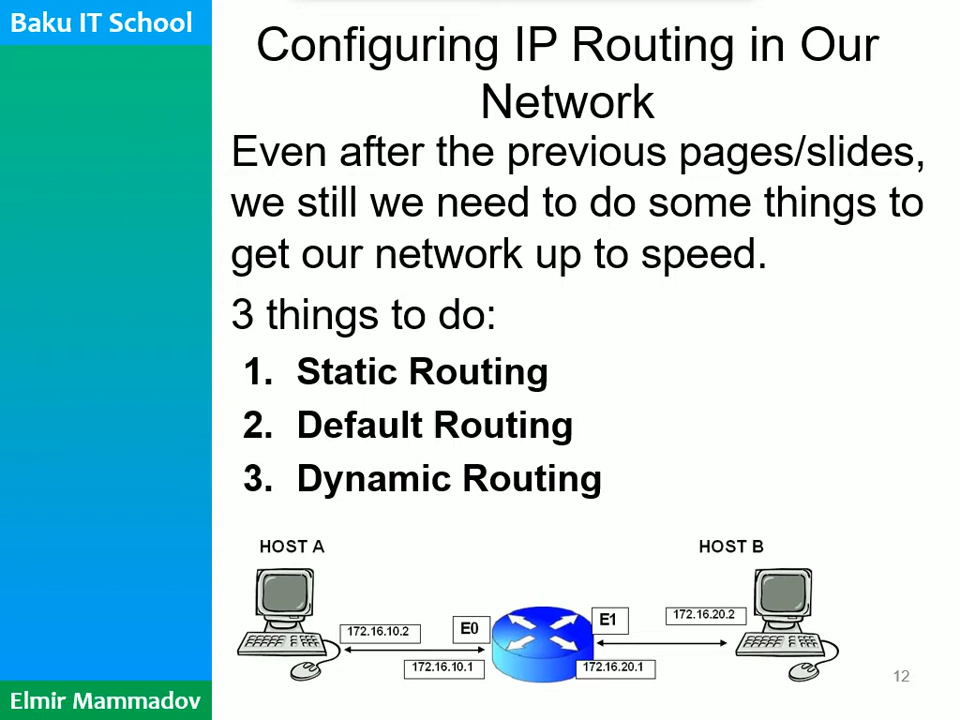 Baku IT School
Configuring IP Routing in Our
Network
Even after the previous pages/slides,
we still we need to do some things to
get our network up to speed.
3 things to do:
1. Static Routing
2. Default Routing
3. Dynamic Routing
HOST A
HOST B
172.16.10.2
E0
172.16.10.1
E1
172.16.20.2
172.16.20.1
12
Elmir Mammadov